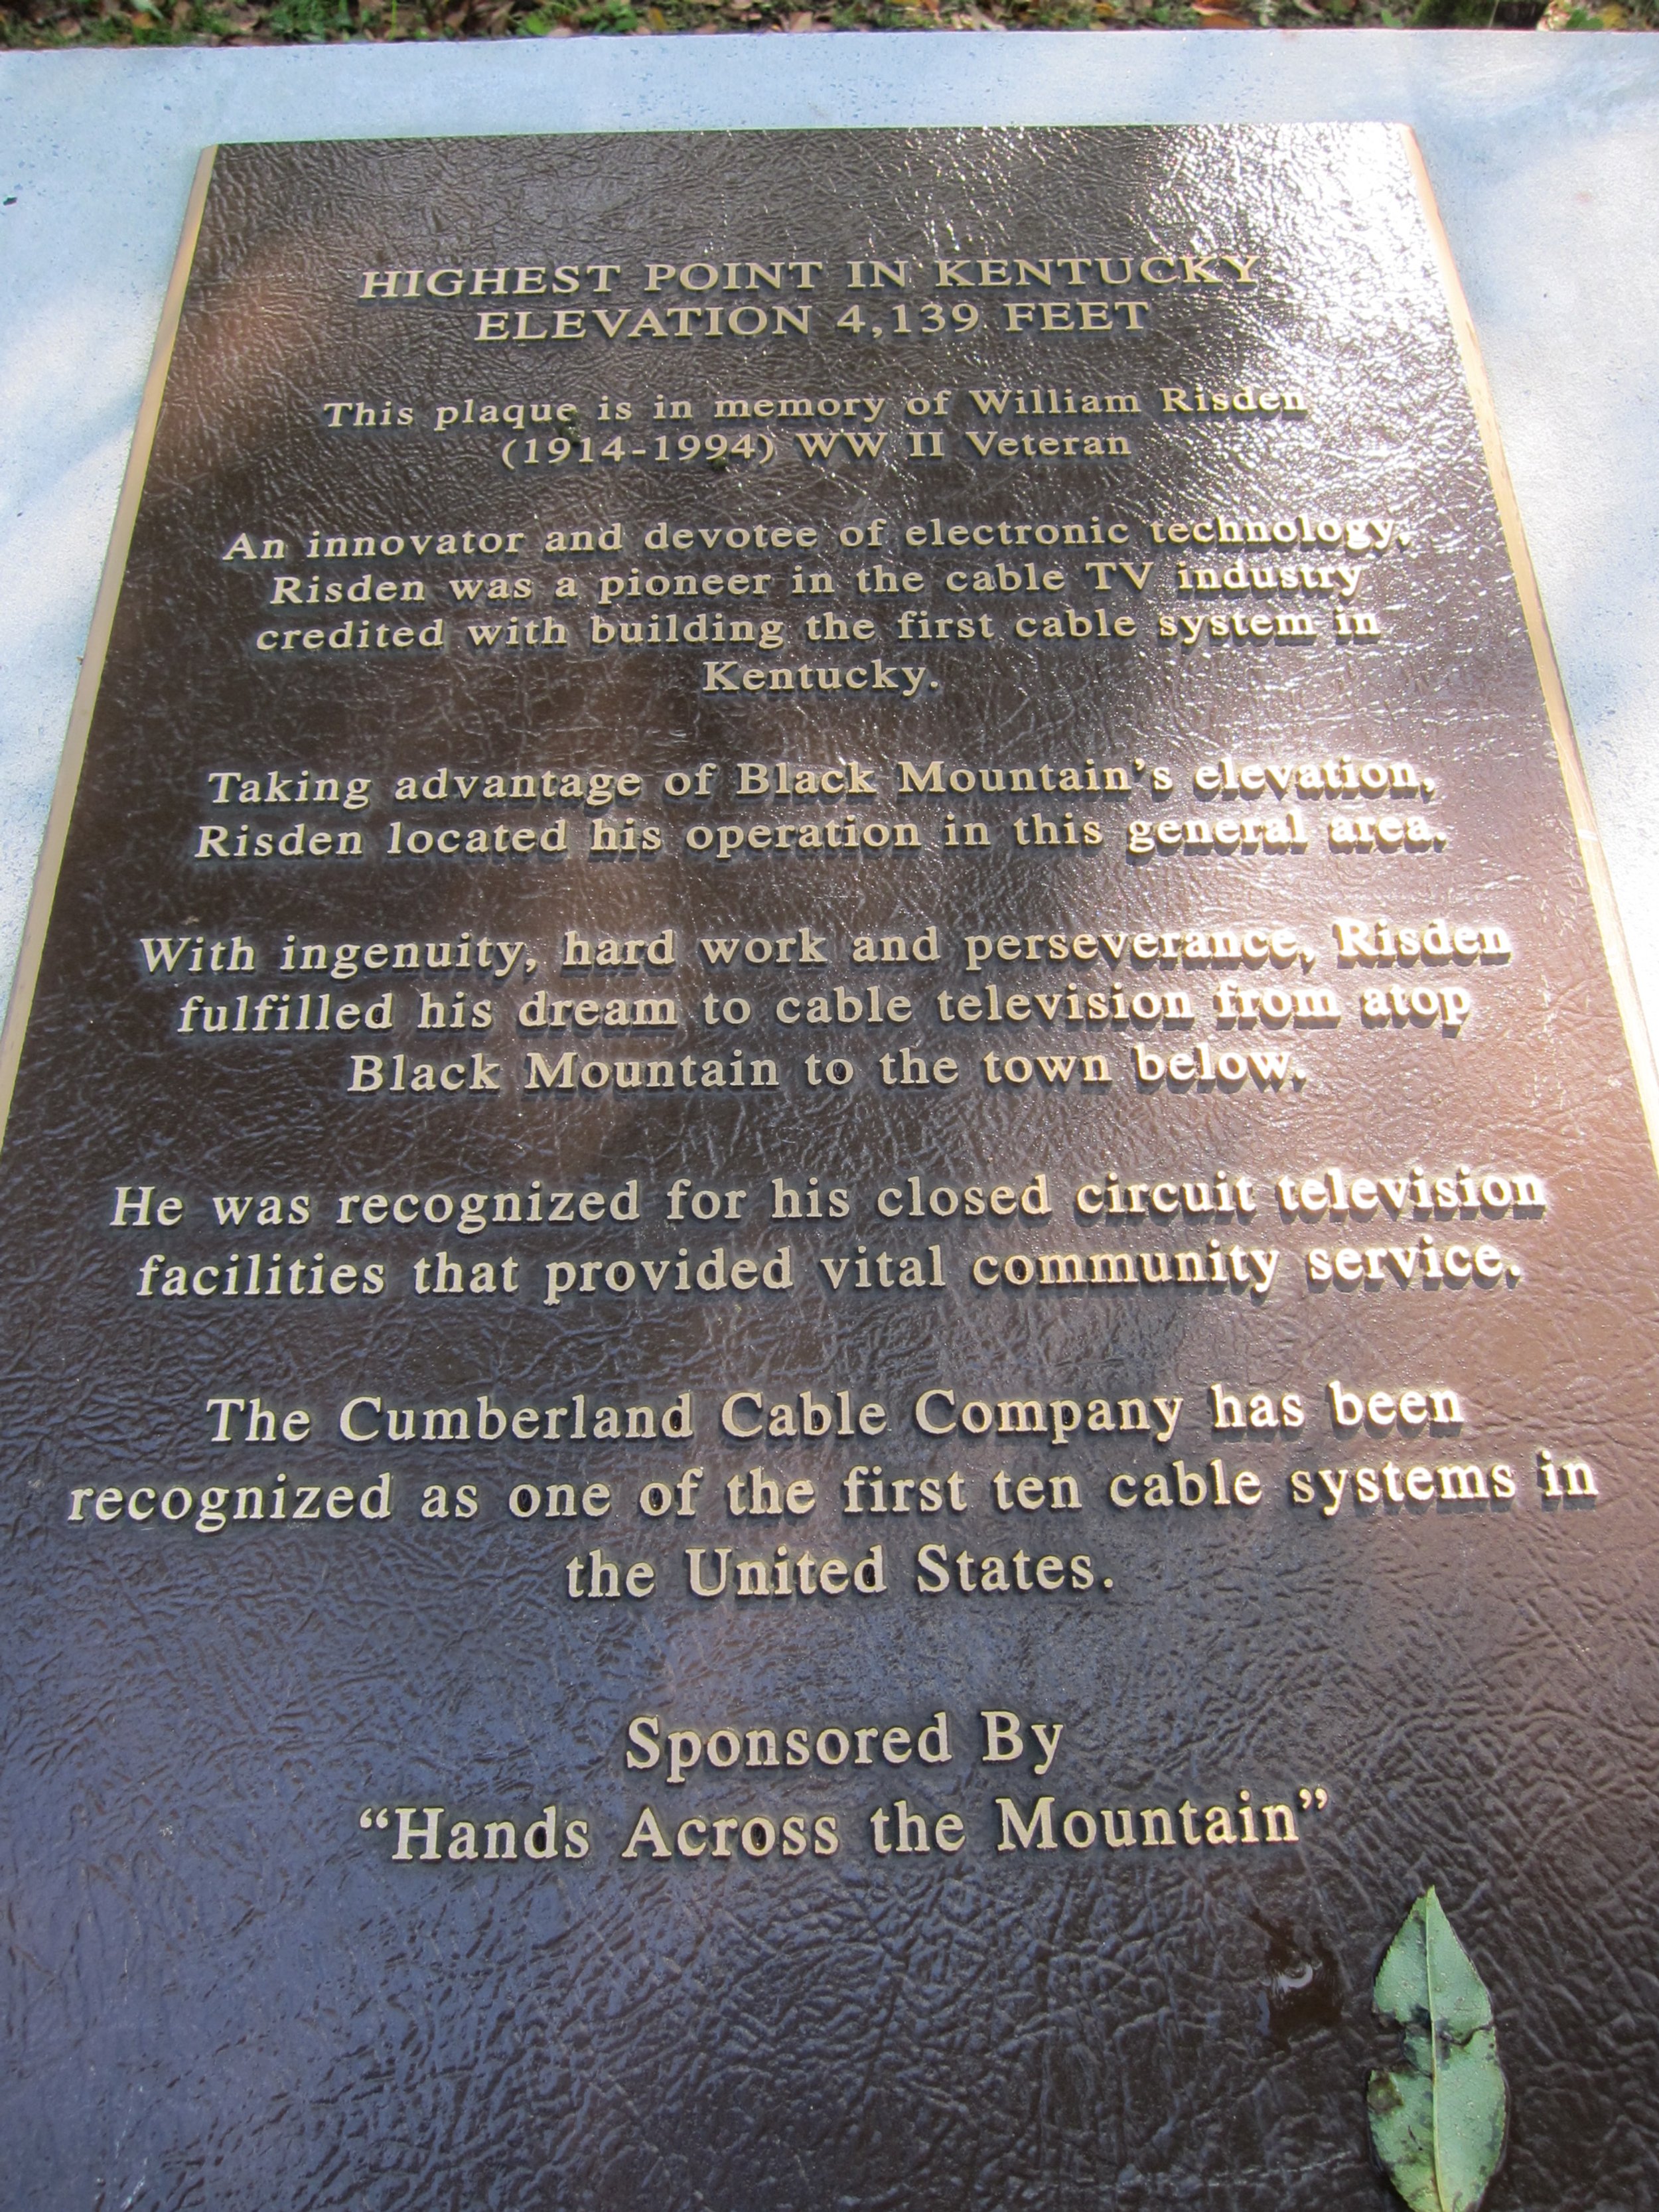 HIGHEST POINT IN KENTUCKY
ELEVATION 4,139 FEET
This plaque is in memory of William Risden
(1914-1994) WW II Veteran
An innovator and devotee of electronic technology,
Risden was a pioneer in the cable TV industry
credited with building the first cable system in
Kentucky.
Taking advantage of Black Mountain’s elevation,
Risden located his operation in this general area.
With ingenuity, hard work and perseverance, Risden
fulfilled his dream to cable television from atop
Black Mountain to the town below.
He was recognized for his closed circuit television
facilities that provided vital community service.
The Cumberland Cable Company has been
recognized as one of the first ten cable systems in
the United States.
Sponsored By
“Hands Across the Mountain”